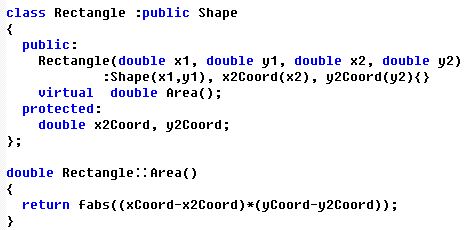 class Rectangle :public Shape
{
  public:
    Rectangle(double x1, double y1, double x2, double y2)
            :Shape(x1,y1), x2Coord(x2), y2Coord(y2){}
    virtual  double Area();
  protected:
    double x2Coord, y2Coord;
};

double Rectangle::Area()
{
  return fabs((xCoord-x2Coord)*(yCoord-y2Coord));
}